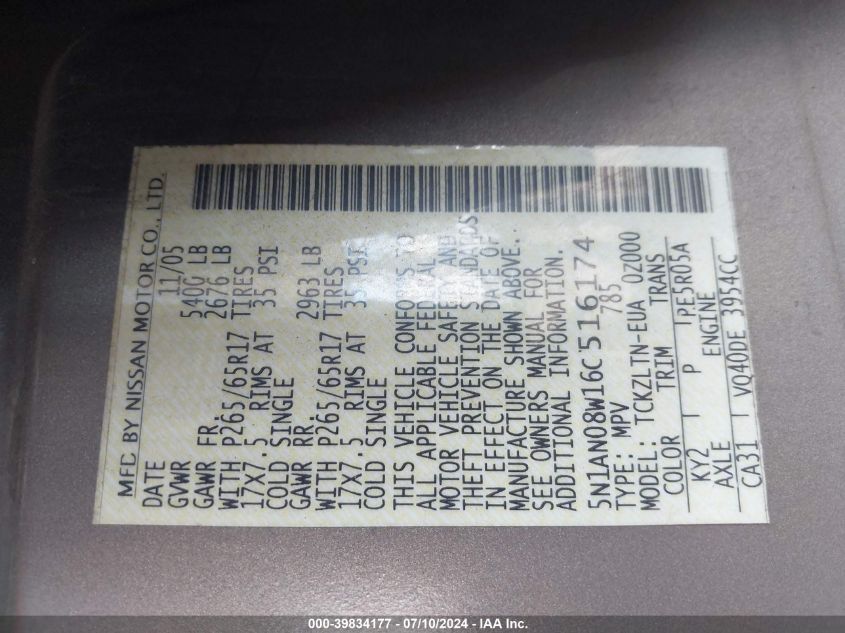 MFC BY NISSAN MOTOR CO., LTD.
DATE 11/05
GVWR 5400 LB
GAWR FR. 2676 LB
WITH P265/65R17 TIRES
17X7.5 RIMS AT 35 PSI
COLD SINGLE
GAWR RR. 2963 LB
WITH P265/65R17 TIRES
17X7.5 RIMS AT 35 PSI
COLD SINGLE
THIS VEHICLE CONFORMS TO
ALL APPLICABLE FEDERAL
MOTOR VEHICLE SAFETY AND
THEFT PREVENTION STANDARDS
IN EFFECT ON THE DATE OF
MANUFACTURE SHOWN ABOVE.
SEE OWNERS MANUAL FOR
ADDITIONAL INFORMATION.
5N1AN08W16C516174
TYPE: MPV 785
MODEL: TCKZLTN-EUA 0Z000
COLOR TRIM TRANS
KY2 P PE5R05A
AXLE ENGINE
CA31 VQ40DE 3954CC
000-39834177 - 07/10/2024 - IAA Inc.